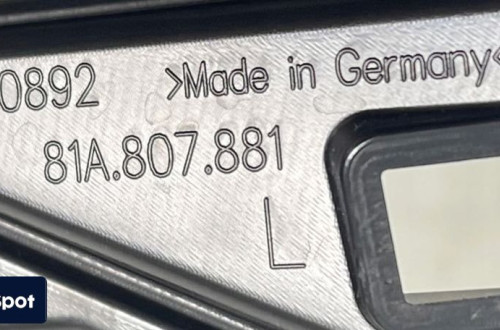 0892 >Made in Germany<
81A.807.881
L
Spot